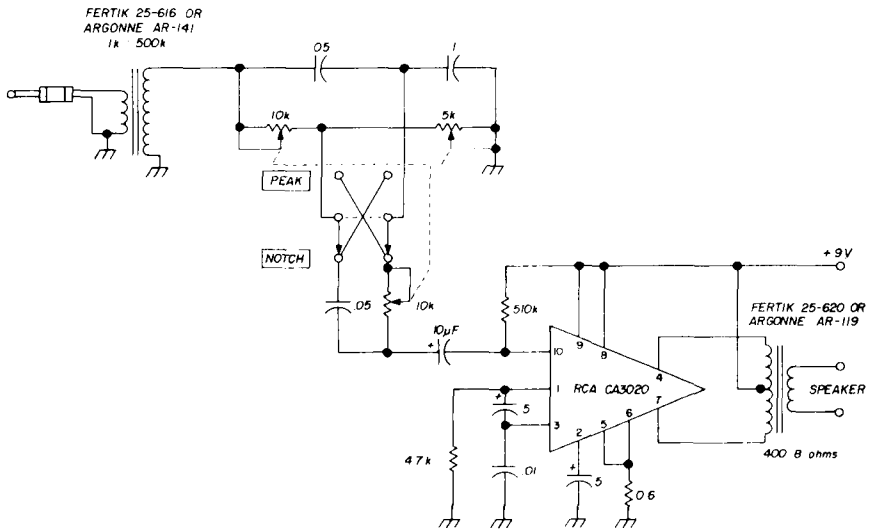 FERTIK 25-616 OR
ARGONNE AR-141
1k 500k
.05
.1
10k
5k
PEAK
NOTCH
.05
10k
10µF
+
510k
+9V
FERTIK 25-620 OR
ARGONNE AR-119
9
8
10
4
1
RCA CA3020
7
3
2
5
6
SPEAKER
+
5
47k
.01
+
5
0.6
400 8 ohms